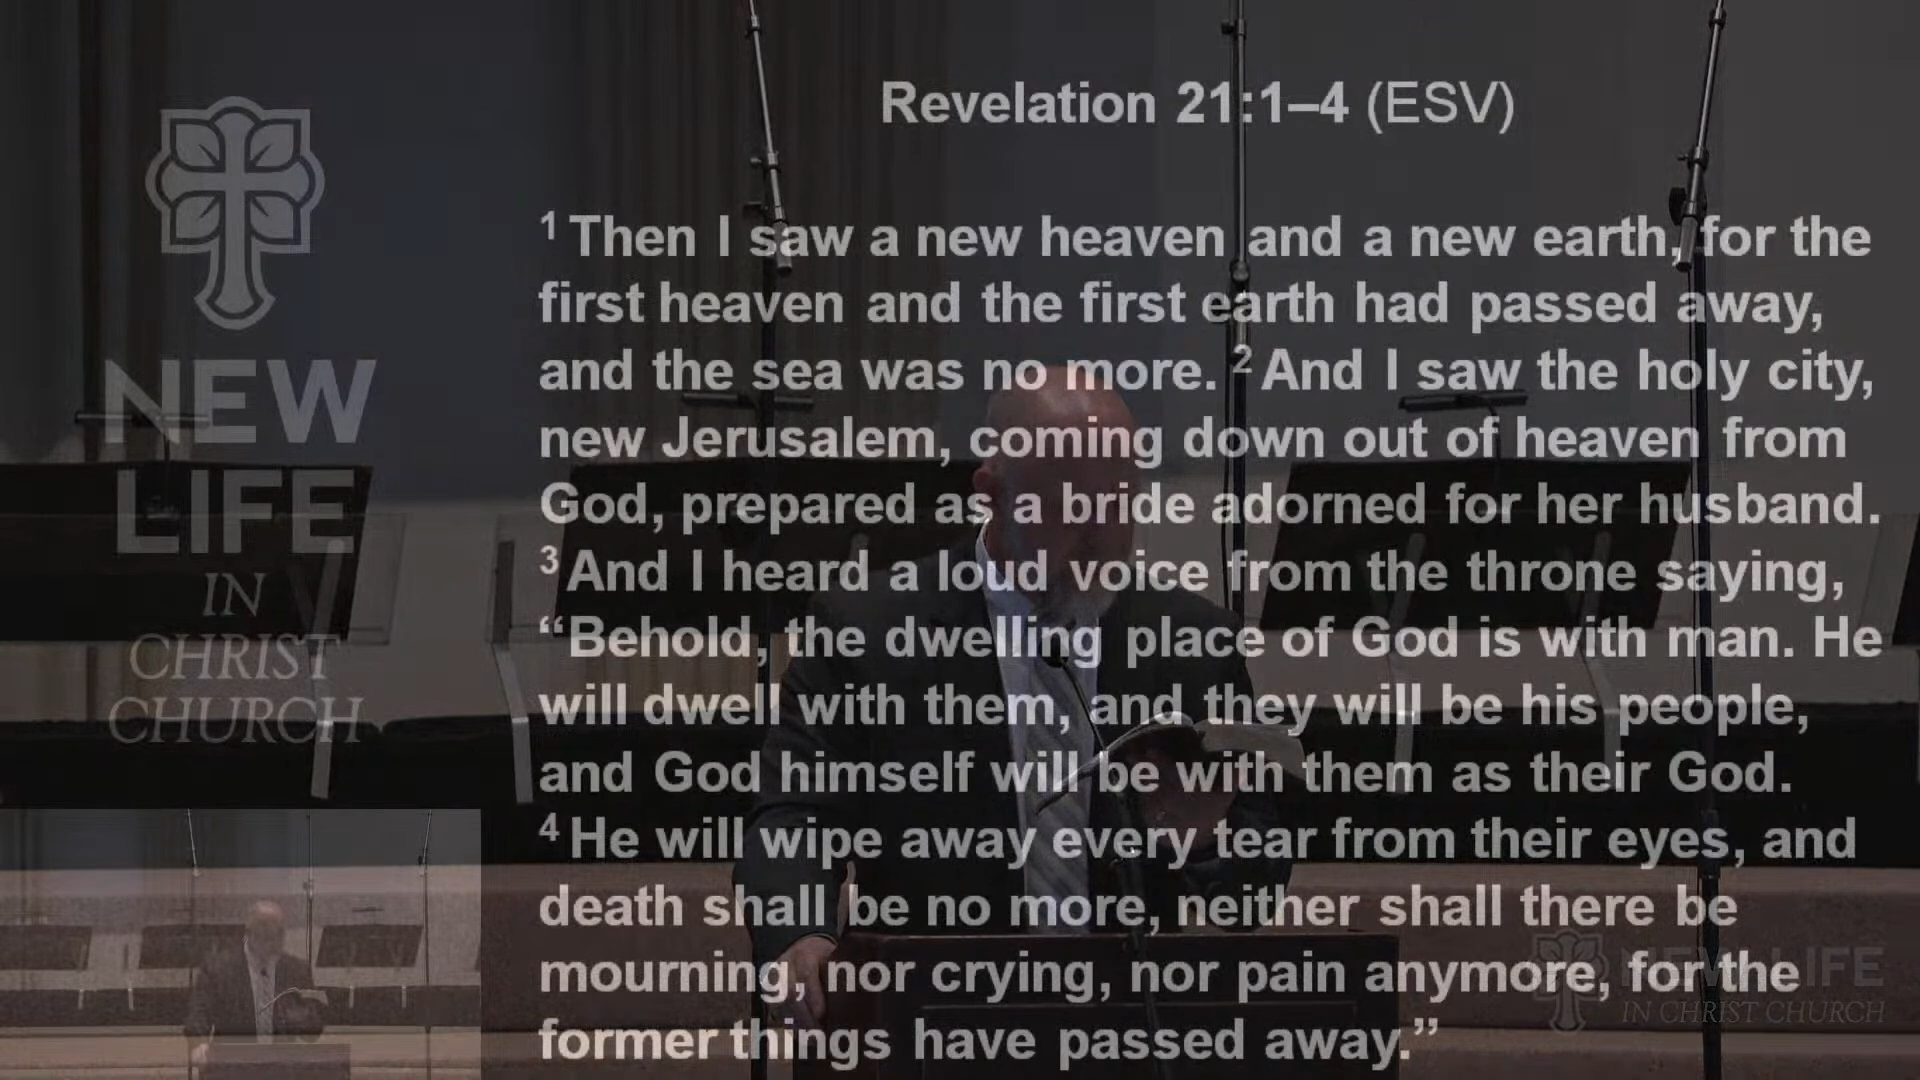 Revelation 21:1–4 (ESV)
1 Then I saw a new heaven and a new earth, for the
first heaven and the first earth had passed away,
and the sea was no more. 2 And I saw the holy city,
new Jerusalem, coming down out of heaven from
God, prepared as a bride adorned for her husband.
3 And I heard a loud voice from the throne saying,
“Behold, the dwelling place of God is with man. He
will dwell with them, and they will be his people,
and God himself will be with them as their God.
4 He will wipe away every tear from their eyes, and
death shall be no more, neither shall there be
mourning, nor crying, nor pain anymore, for the
former things have passed away.”
NEW
LIFE
IN
CHRIST
CHURCH
NEW LIFE
IN CHRIST CHURCH